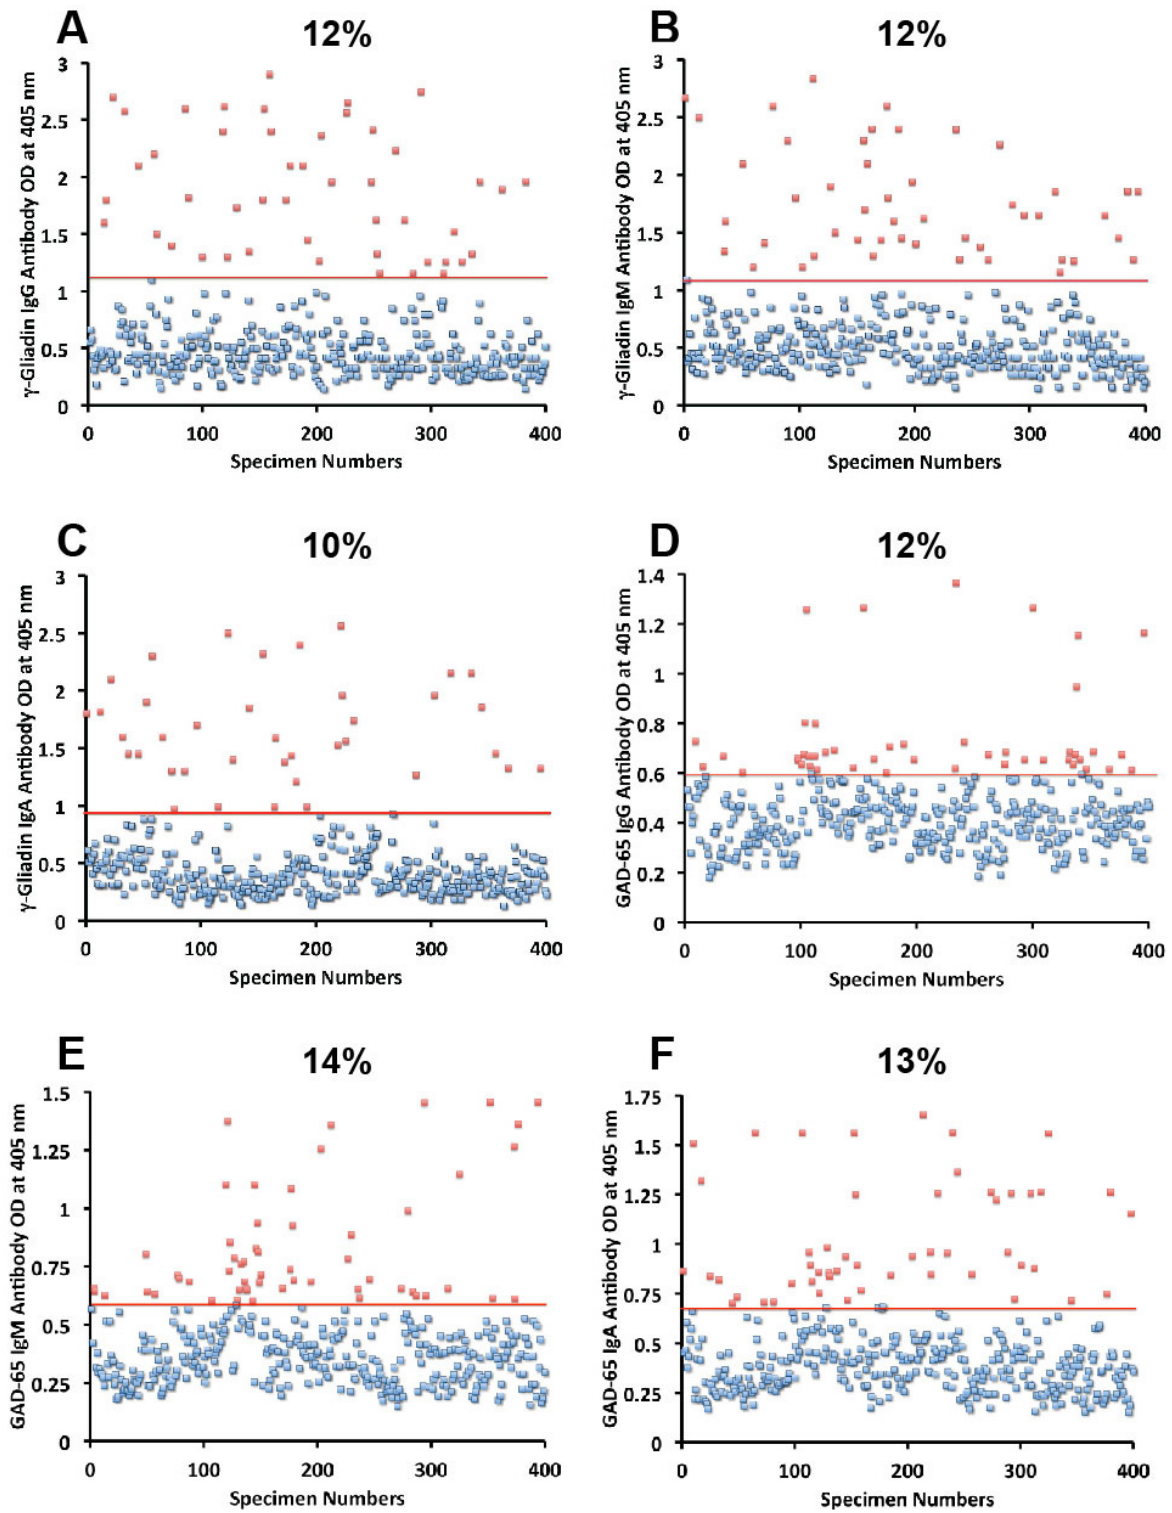 A
12%
γ-Gliadin IgG Antibody OD at 405 nm
3
2.5
2
1.5
1
0.5
0
0 100 200 300 400
Specimen Numbers
B
12%
γ-Gliadin IgM Antibody OD at 405 nm
3
2.5
2
1.5
1
0.5
0
0 100 200 300 400
Specimen Numbers
C
10%
γ-Gliadin IgA Antibody OD at 405 nm
3
2.5
2
1.5
1
0.5
0
0 100 200 300 400
Specimen Numbers
D
12%
GAD-65 IgG Antibody OD at 405 nm
1.4
1.2
1
0.8
0.6
0.4
0.2
0
0 100 200 300 400
Specimen Numbers
E
14%
GAD-65 IgM Antibody OD at 405 nm
1.5
1.25
1
0.75
0.5
0.25
0
0 100 200 300 400
Specimen Numbers
F
13%
GAD-65 IgA Antibody OD at 405 nm
1.75
1.5
1.25
1
0.75
0.5
0.25
0
0 100 200 300 400
Specimen Numbers